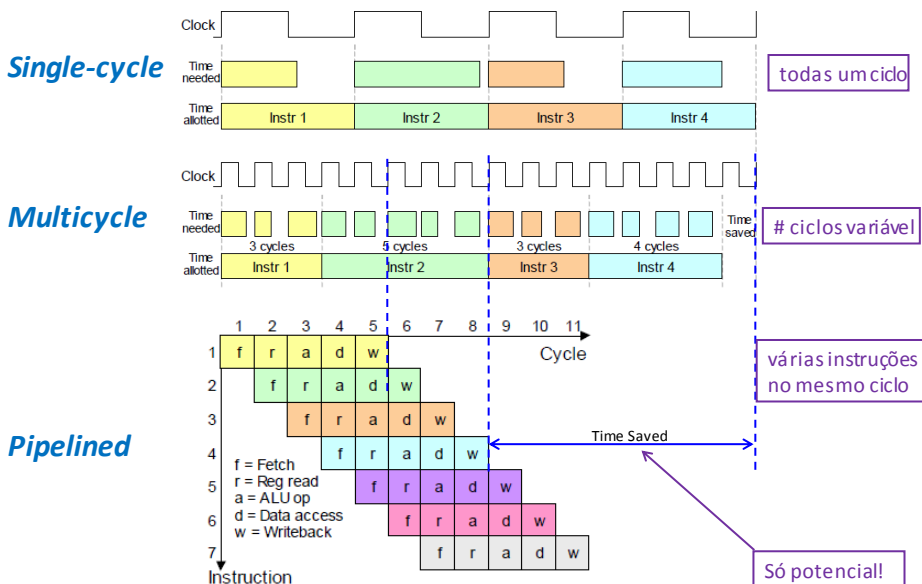 Clock
Single-cycle
Time
needed
todas um ciclo
Time
allotted
Instr 1 Instr 2 Instr 3 Instr 4
Clock
Multicycle
Time
needed
Time
saved
# ciclos variável
3 cycles 5 cycles 3 cycles 4 cycles
Time
allotted
Instr 1 Instr 2 Instr 3 Instr 4
1 2 3 4 5 6 7 8 9 10 11
Cycle
1 f r a d w
várias instruções
no mesmo ciclo
2 f r a d w
3 f r a d w
Pipelined
Time Saved
4 f r a d w
f = Fetch
r = Reg read
a = ALU op
d = Data access
w = Writeback
5 f r a d w
6 f r a d w
7 f r a d w
Só potencial!
Instruction